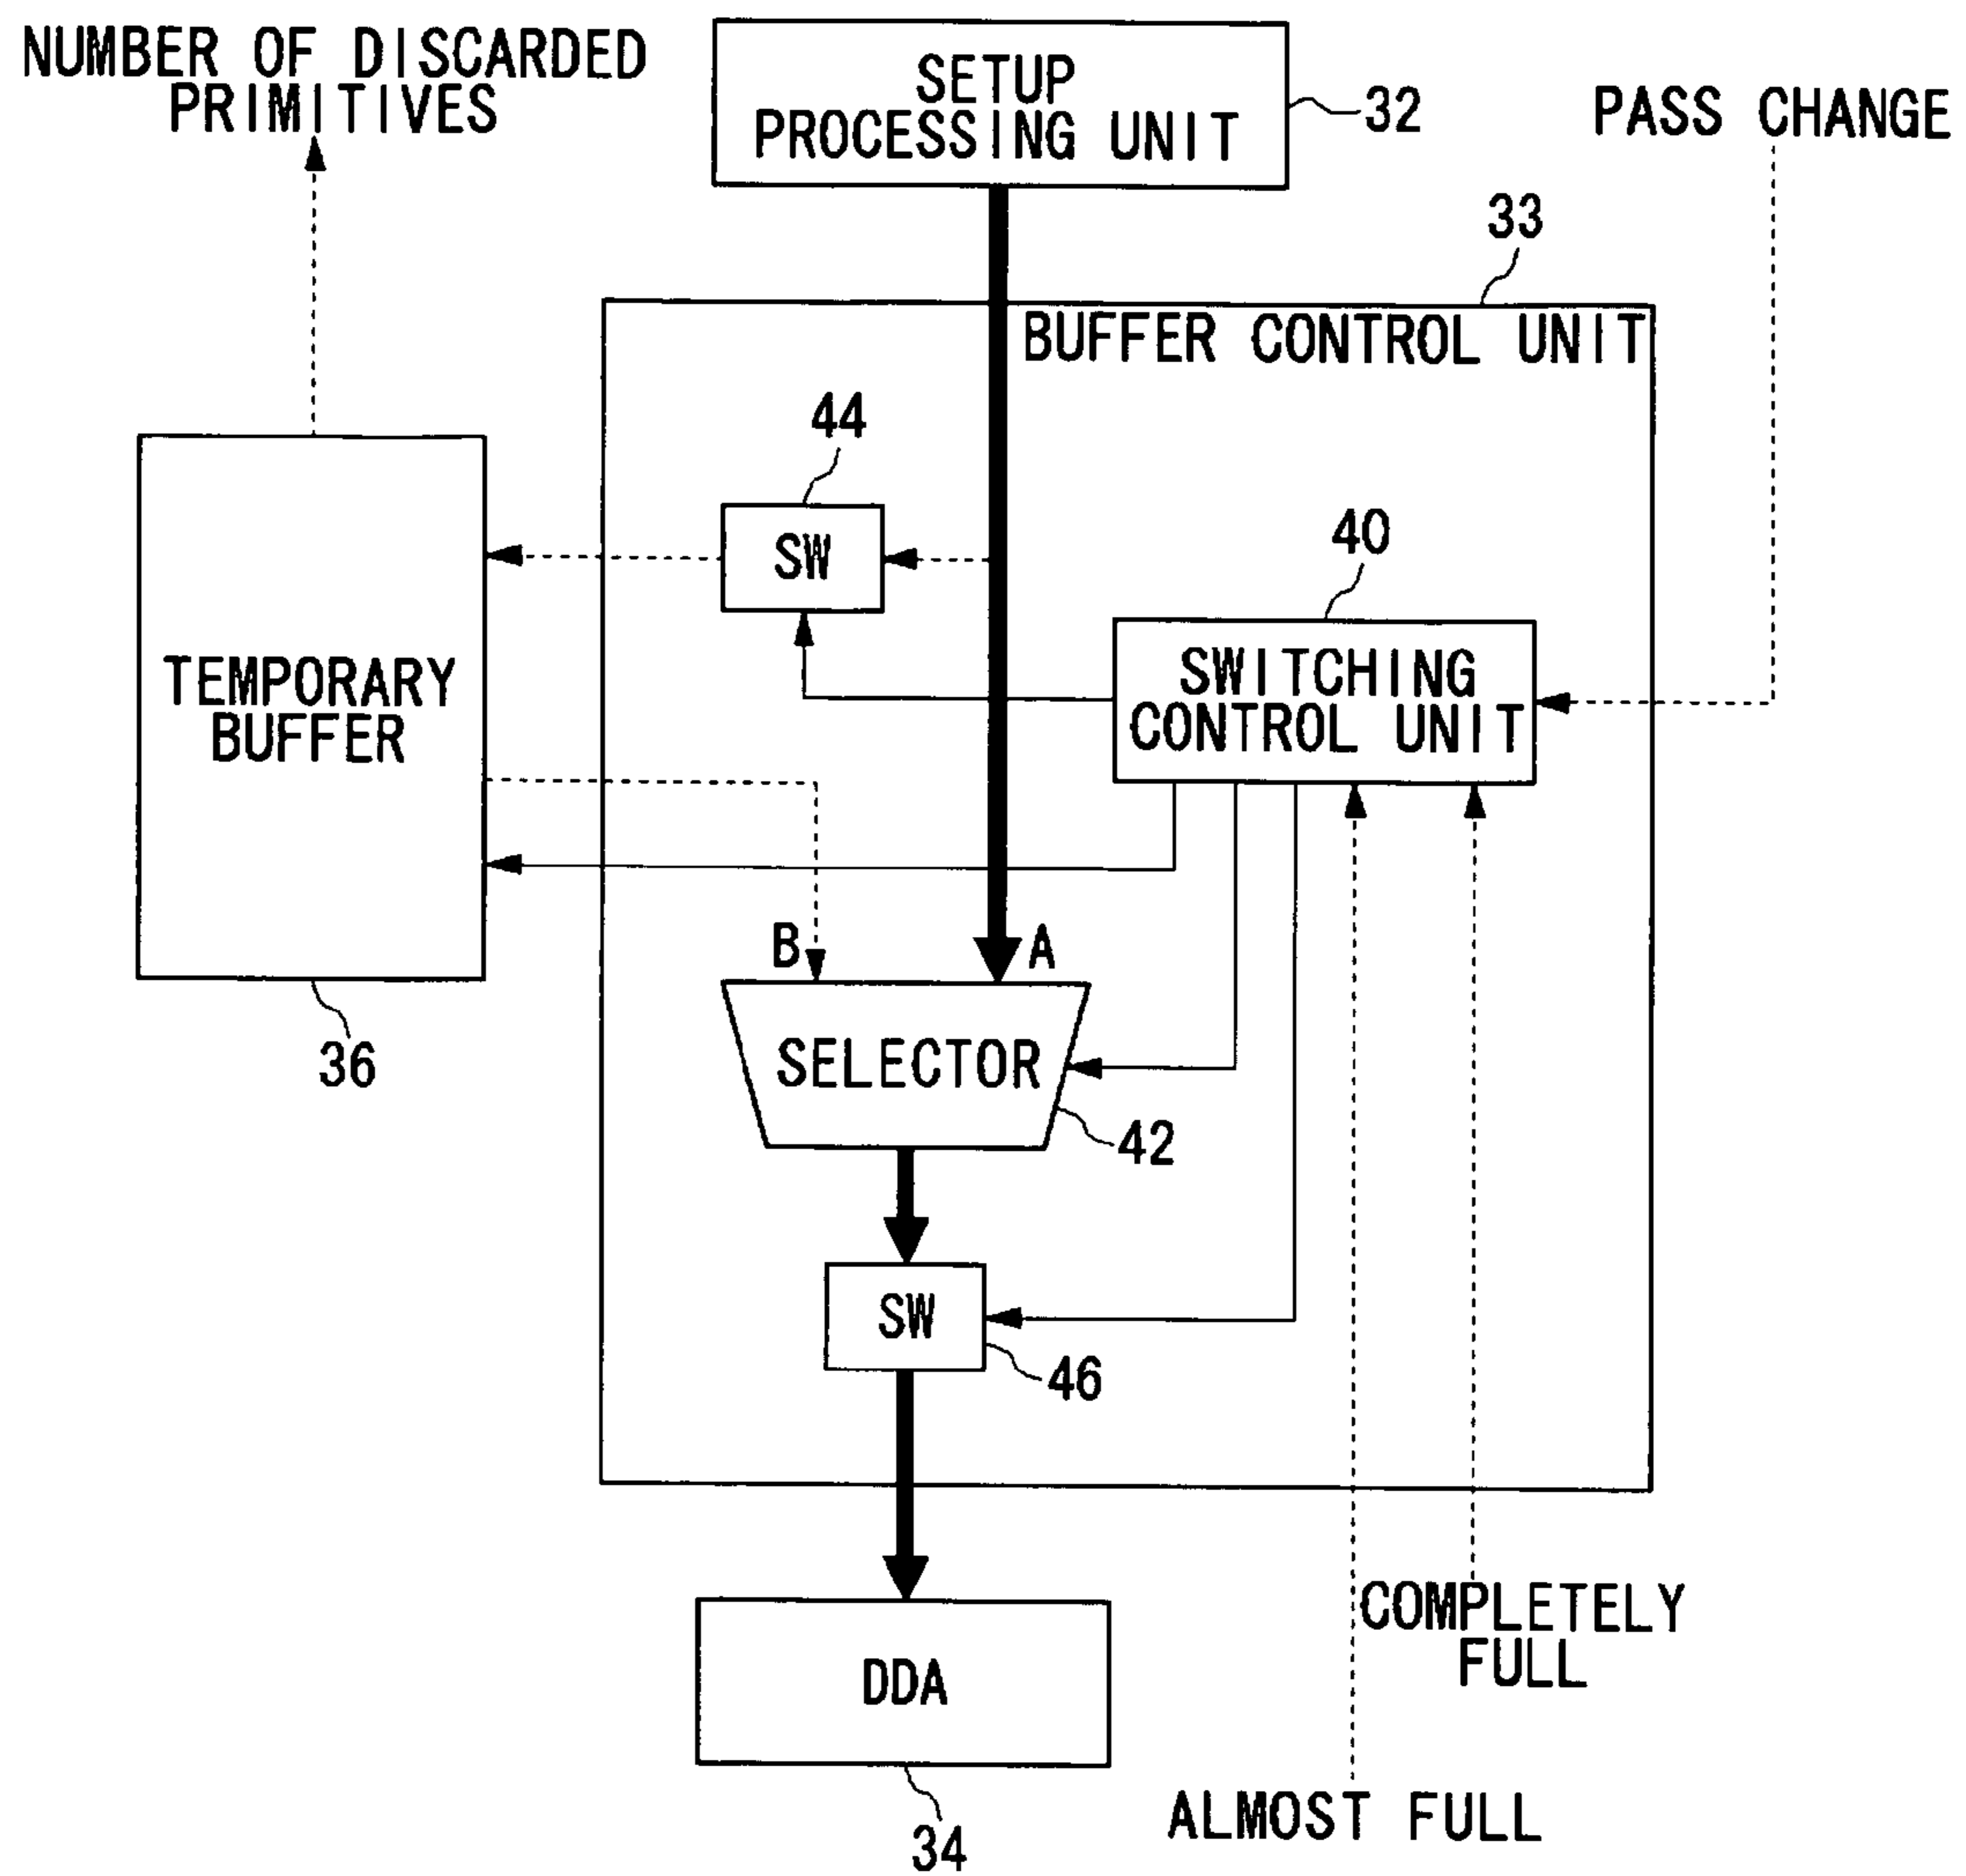 NUMBER OF DISCARDED
PRIMITIVES
SETUP
PROCESSING UNIT
32
PASS CHANGE
33
BUFFER CONTROL UNIT
44
SW
40
SWITCHING
CONTROL UNIT
TEMPORARY
BUFFER
B
A
SELECTOR
36
42
SW
46
COMPLETELY
FULL
DDA
ALMOST FULL
34